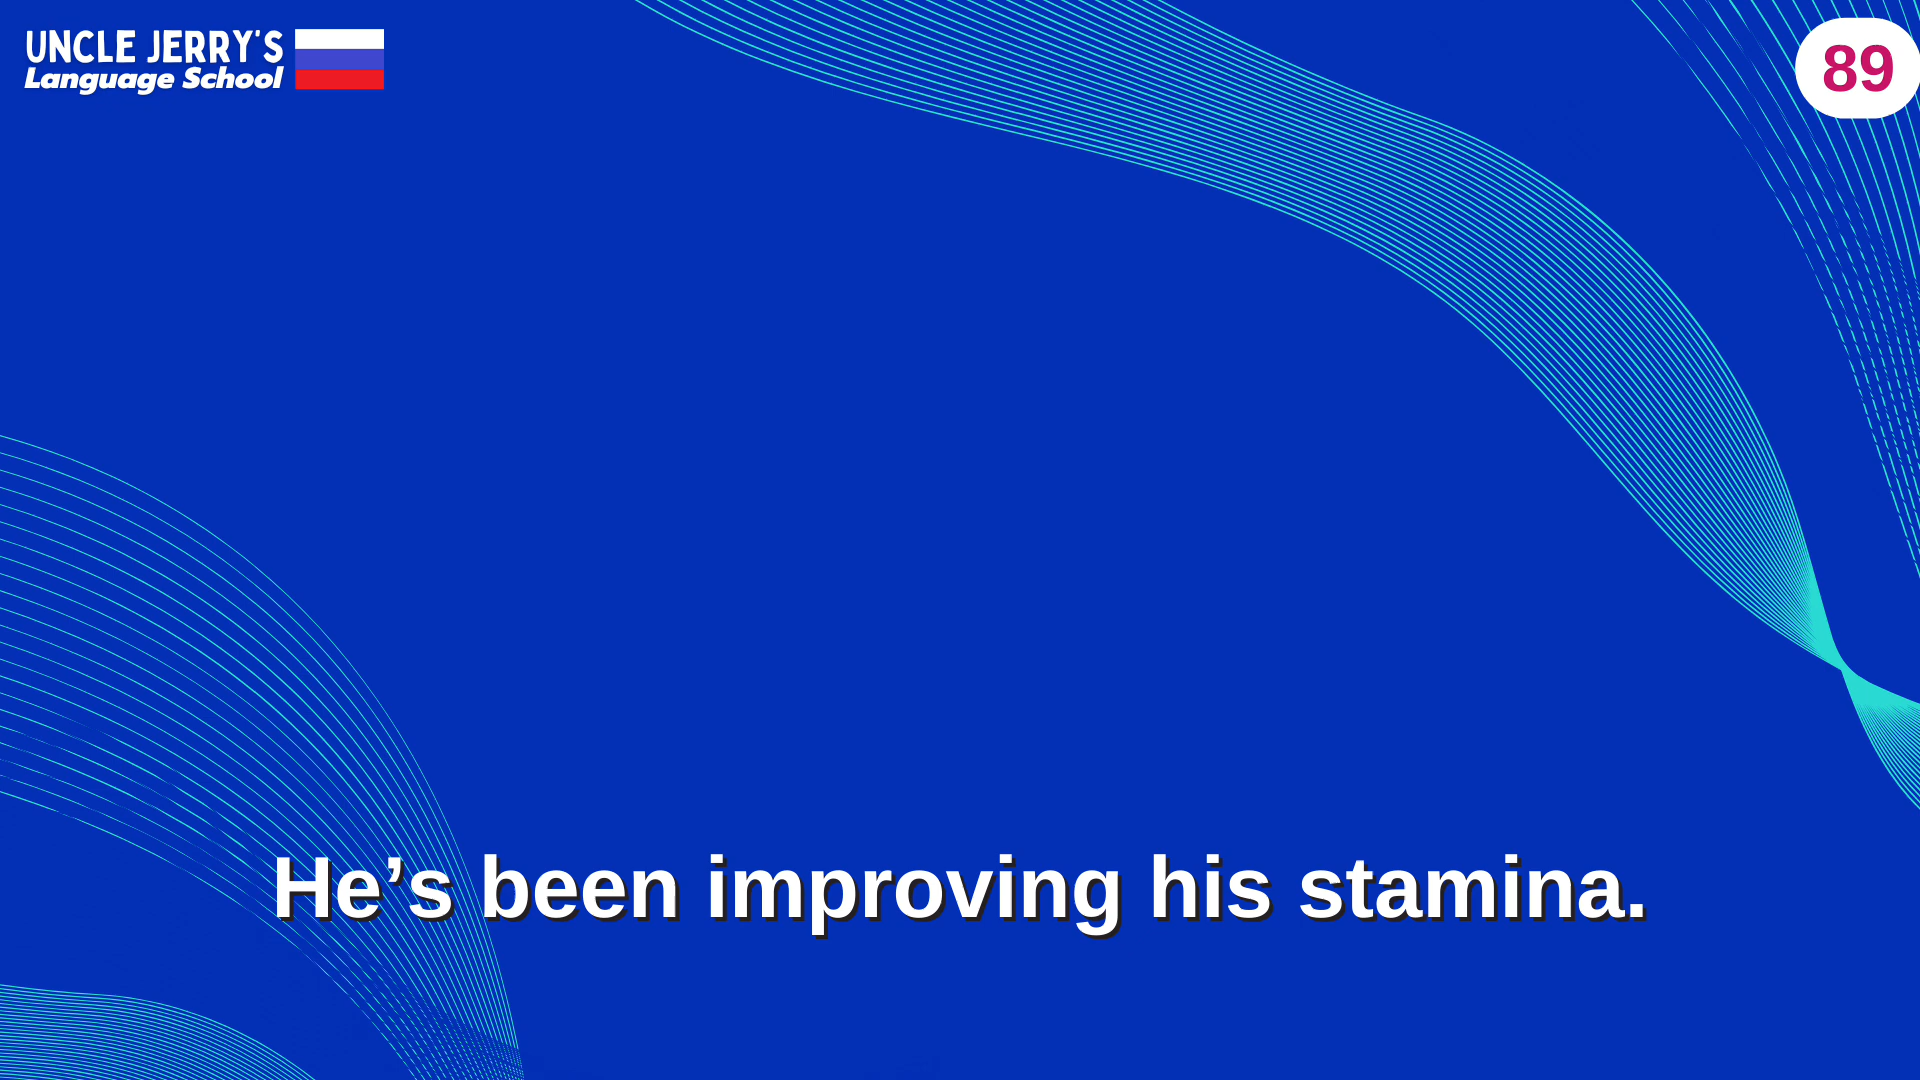 UNCLE JERRY'S
Language School
89
He’s been improving his stamina.